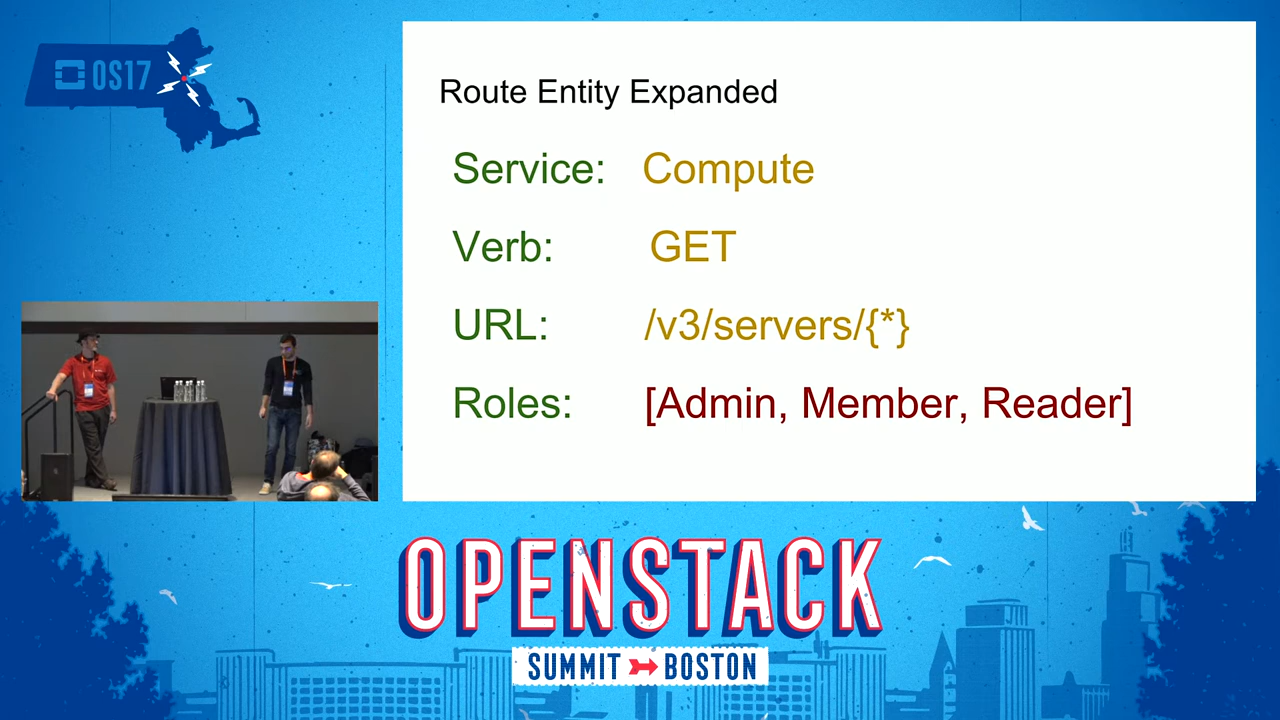 OS17
Route Entity Expanded
Service: Compute
Verb: GET
URL: /v3/servers/{*}
Roles: [Admin, Member, Reader]
OPENSTACK
SUMMIT BOSTON